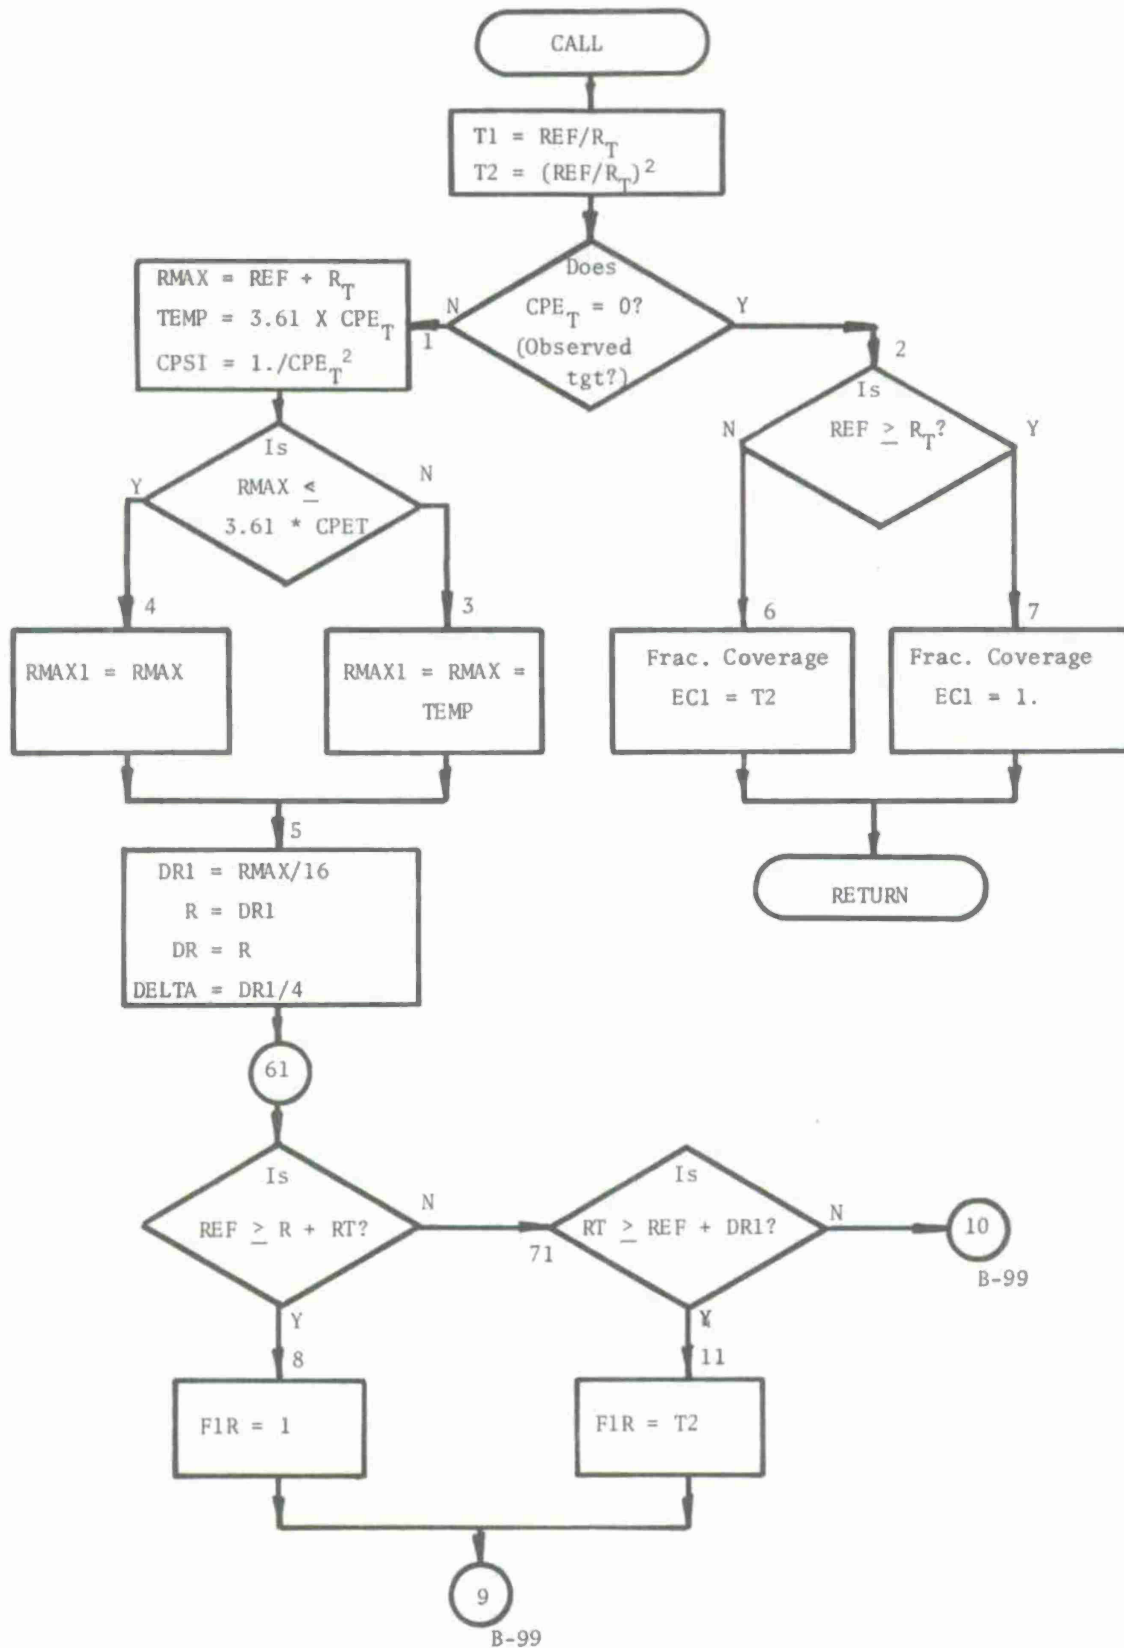 CALL
T1 = REF/R_T
T2 = (REF/R_T)²
Does
CPE_T = 0?
(Observed
tgt?)
N
Y
1
2
RMAX = REF + R_T
TEMP = 3.61 X CPE_T
CPSI = 1./CPE_T²
Is
REF ≥ R_T?
N
Y
Is
RMAX ≤
3.61 * CPET
Y
N
4
3
6
7
RMAX1 = RMAX
RMAX1 = RMAX =
TEMP
Frac. Coverage
EC1 = T2
Frac. Coverage
EC1 = 1.
5
DR1 = RMAX/16
R = DR1
DR = R
DELTA = DR1/4
RETURN
61
Is
REF ≥ R + RT?
N
71
Is
RT ≥ REF + DR1?
N
10
B-99
Y
8
Y
11
F1R = 1
F1R = T2
9
B-99